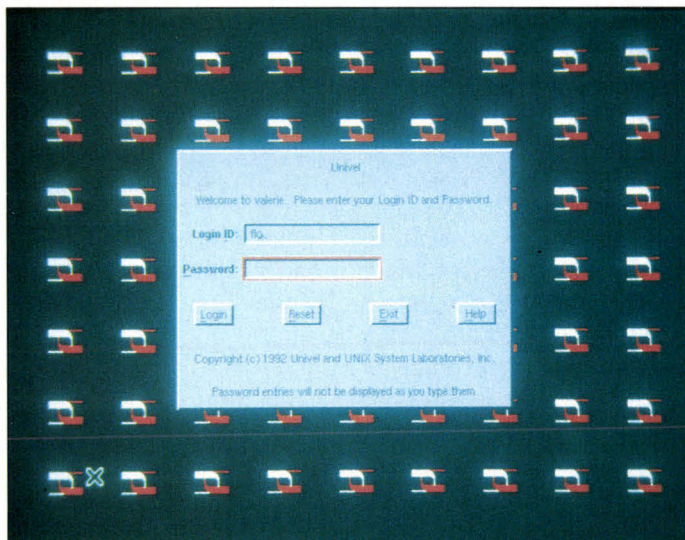 Univel
Welcome to valerie. Please enter your Login ID and Password.
Login ID: flo
Password:
Login Reset Exit Help
Copyright (c) 1992 Univel and UNIX System Laboratories, Inc.
Password entries will not be displayed as you type them.